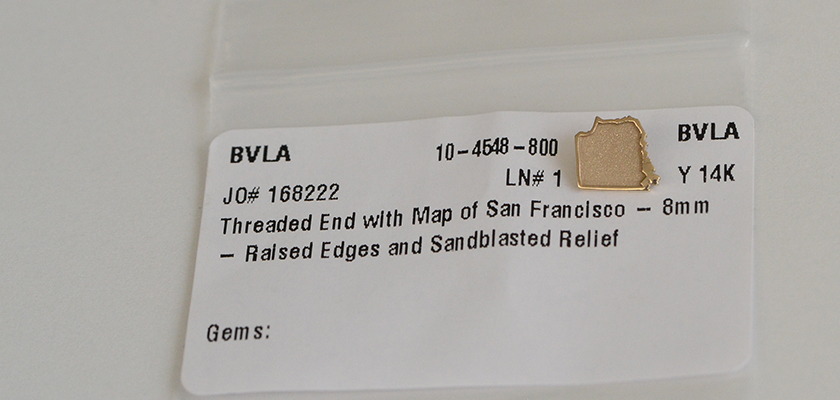 BVLA 10-4548-800 BVLA
JO# 168222 LN# 1 Y 14K
Threaded End with Map of San Francisco - 8mm
- Raised Edges and Sandblasted Relief
Gems: